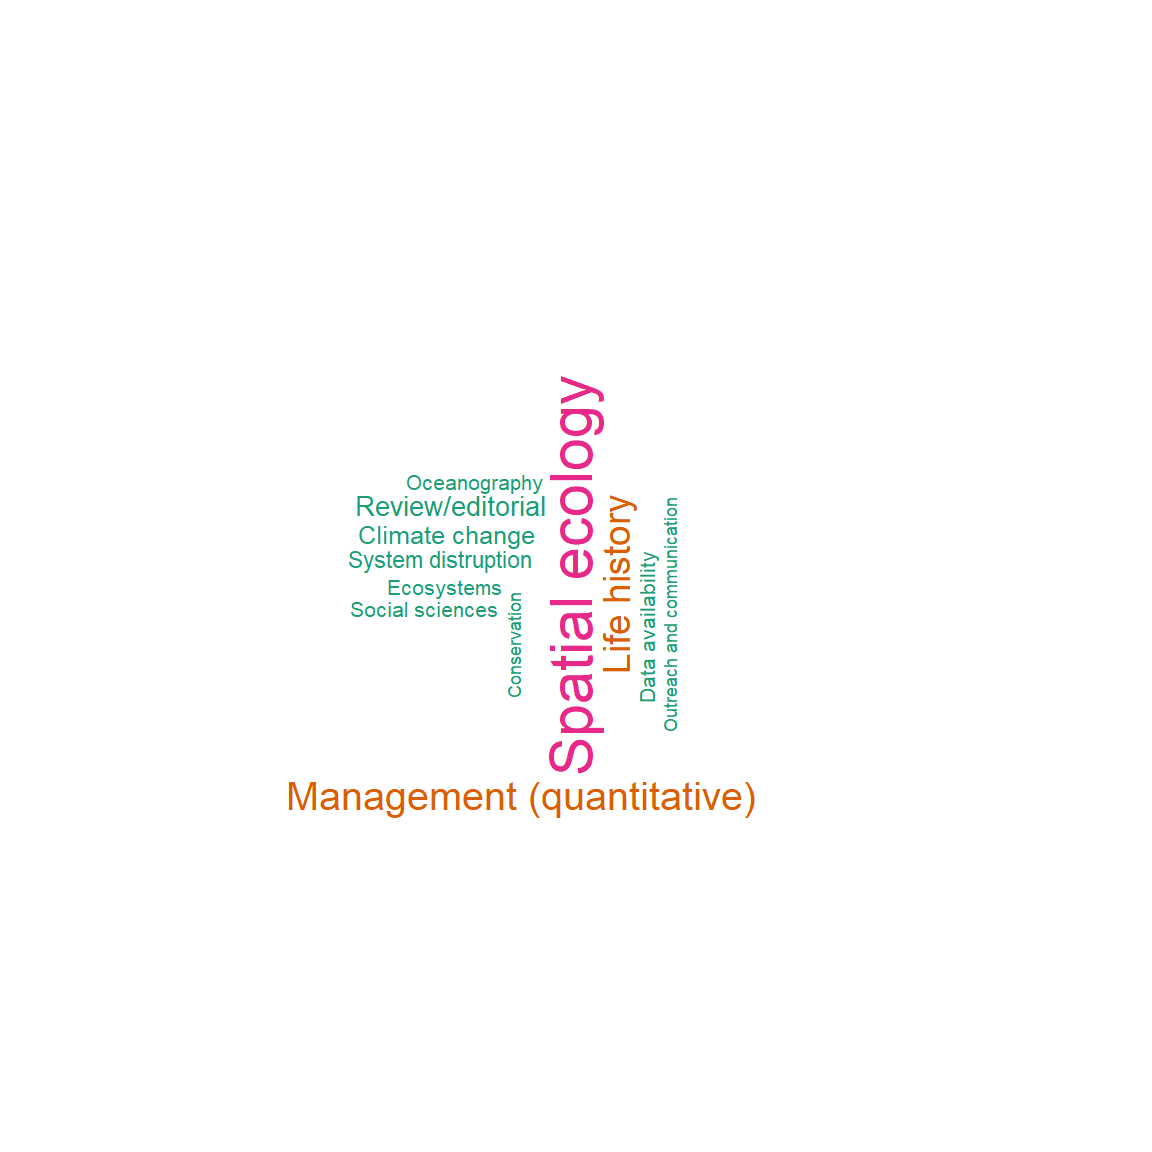 Spatial ecology
Oceanography
Review/editorial
Life history
Outreach and communication
Climate change
System distruption
Data availability
Ecosystems
Conservation
Social sciences
Management (quantitative)